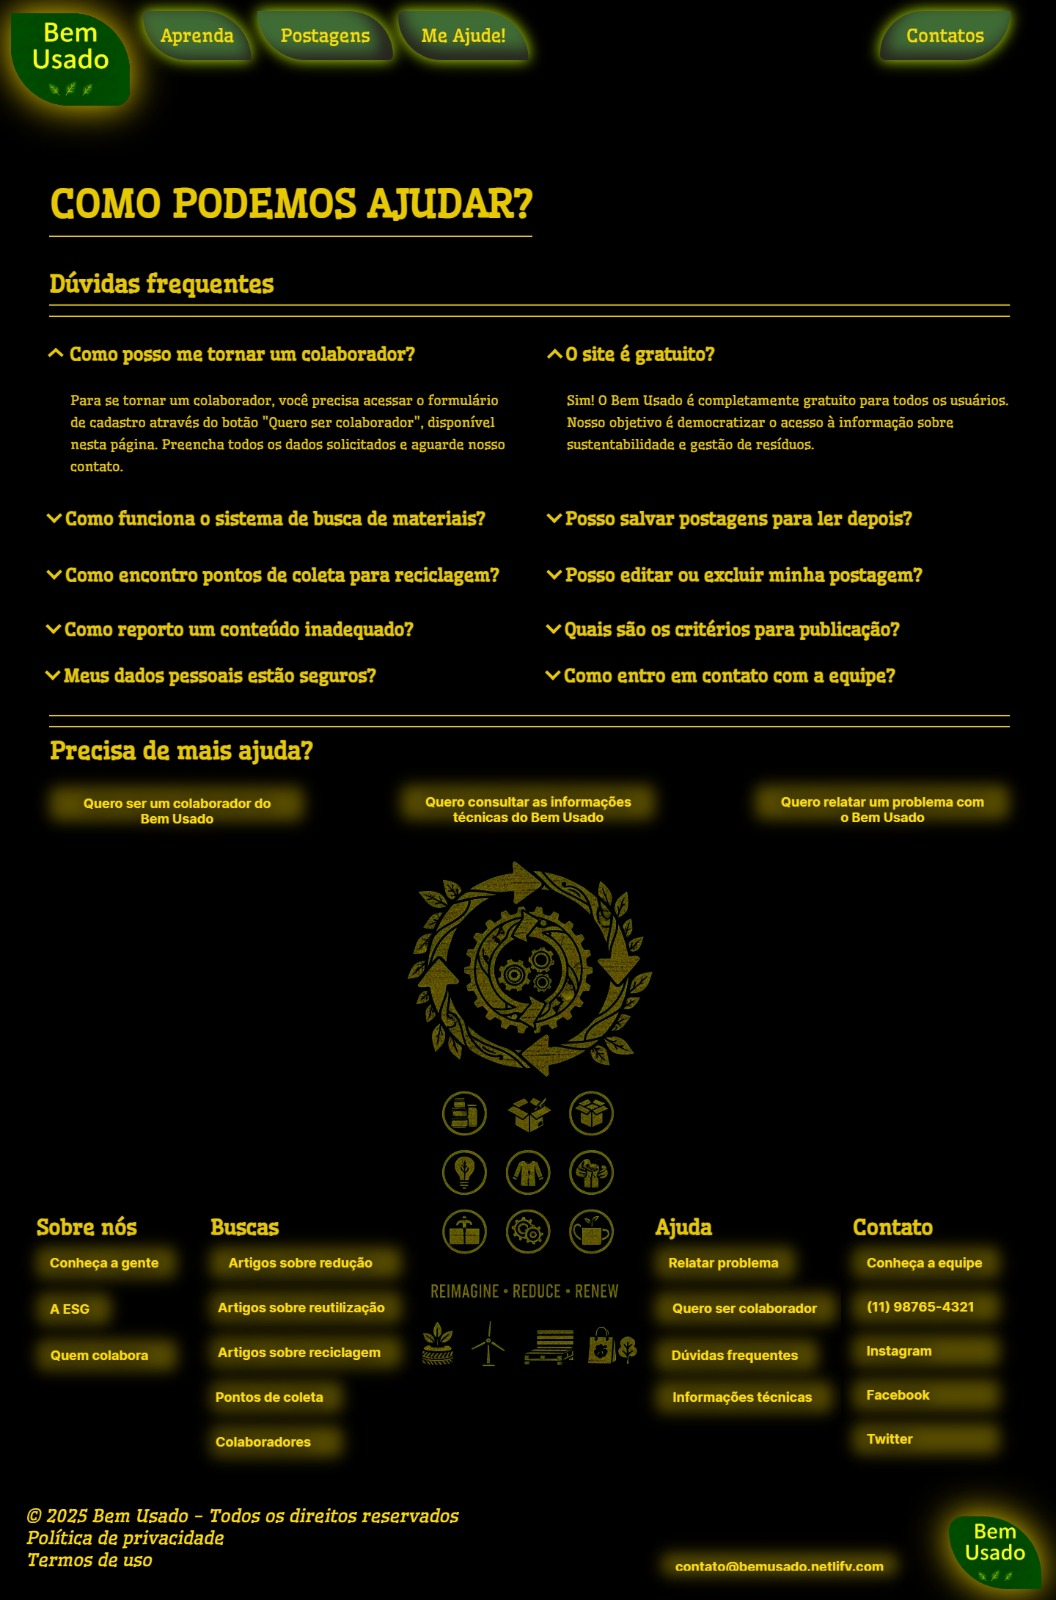 Bem
Usado
Aprenda
Postagens
Me Ajude!
Contatos
COMO PODEMOS AJUDAR?
Dúvidas frequentes
Como posso me tornar um colaborador?
Para se tornar um colaborador, você precisa acessar o formulário
de cadastro através do botão "Quero ser colaborador", disponível
nesta página. Preencha todos os dados solicitados e aguarde nosso
contato.
O site é gratuito?
Sim! O Bem Usado é completamente gratuito para todos os usuários.
Nosso objetivo é democratizar o acesso à informação sobre
sustentabilidade e gestão de resíduos.
Como funciona o sistema de busca de materiais?
Posso salvar postagens para ler depois?
Como encontro pontos de coleta para reciclagem?
Posso editar ou excluir minha postagem?
Como reporto um conteúdo inadequado?
Quais são os critérios para publicação?
Meus dados pessoais estão seguros?
Como entro em contato com a equipe?
Precisa de mais ajuda?
Quero ser um colaborador do
Bem Usado
Quero consultar as informações
técnicas do Bem Usado
Quero relatar um problema com
o Bem Usado
Sobre nós
Conheça a gente
A ESG
Quem colabora
Buscas
Artigos sobre redução
Artigos sobre reutilização
Artigos sobre reciclagem
Pontos de coleta
Colaboradores
REIMAGINE • REDUCE • RENEW
Ajuda
Relatar problema
Quero ser colaborador
Dúvidas frequentes
Informações técnicas
Contato
Conheça a equipe
(11) 98765-4321
Instagram
Facebook
Twitter
© 2025 Bem Usado - Todos os direitos reservados
Política de privacidade
Termos de uso
contato@bemusado.netlify.com
Bem
Usado